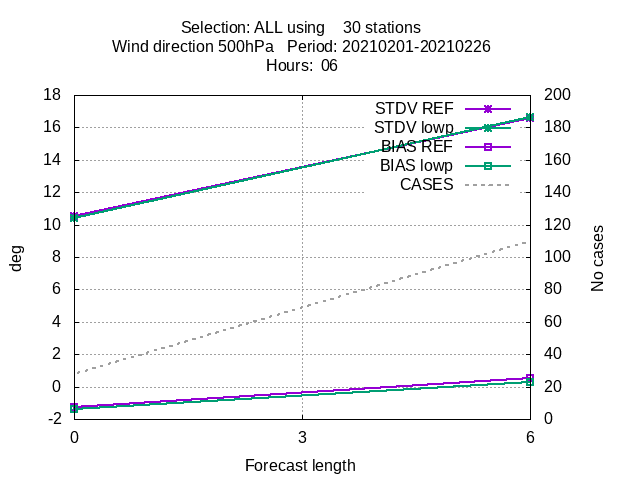 Selection: ALL using    30 stations
Wind direction 500hPa   Period: 20210201-20210226
Hours:  06
STDV REF
STDV lowp
BIAS REF
BIAS lowp
CASES
18
16
14
12
10
8
6
4
2
0
-2
200
180
160
140
120
100
80
60
40
20
0
deg
No cases
0
3
6
Forecast length